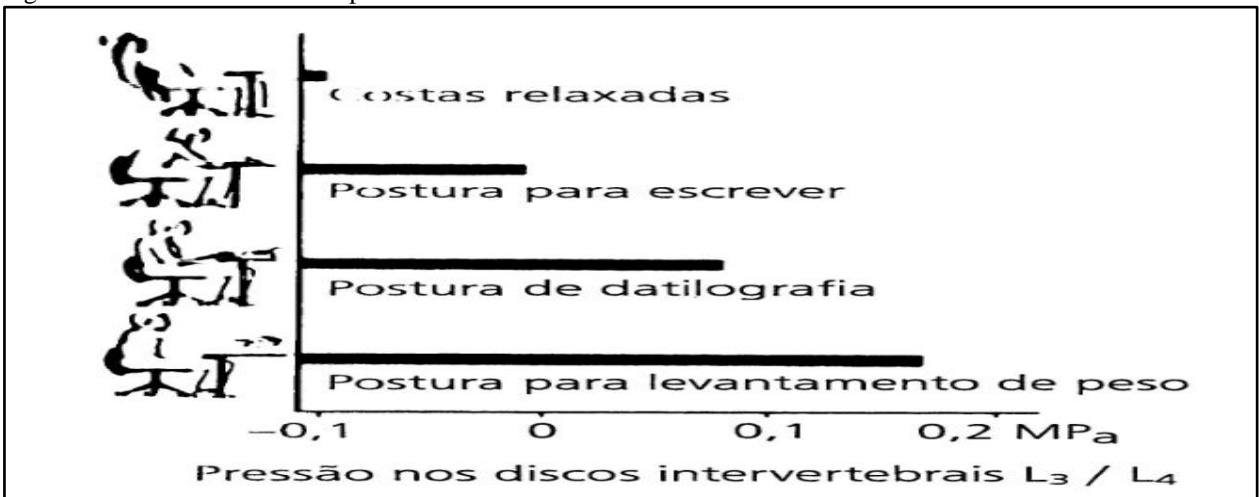 Costas relaxadas
Postura para escrever
Postura de datilografia
Postura para levantamento de peso
−0,1 0 0,1 0,2 MPa
Pressão nos discos intervertebrais L₃ / L₄